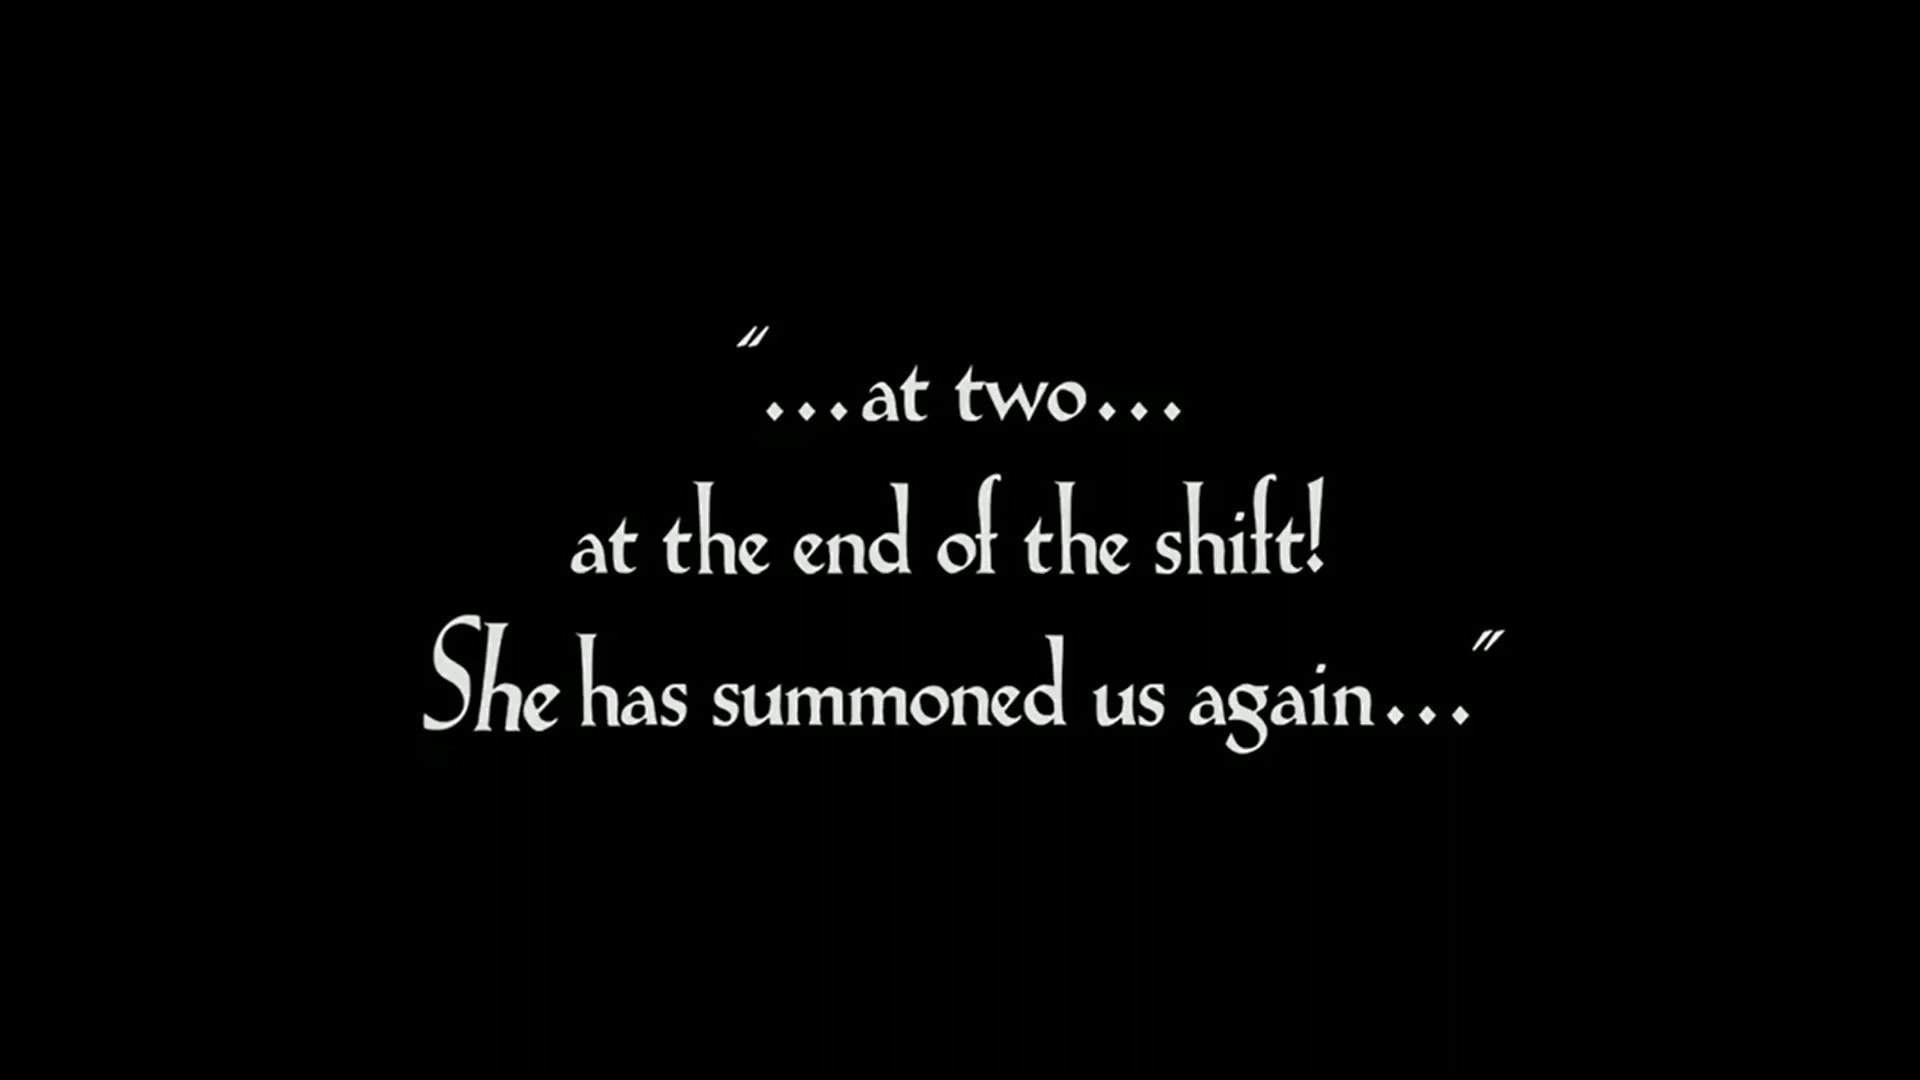 "...at two...
at the end of the shift!
She has summoned us again..."